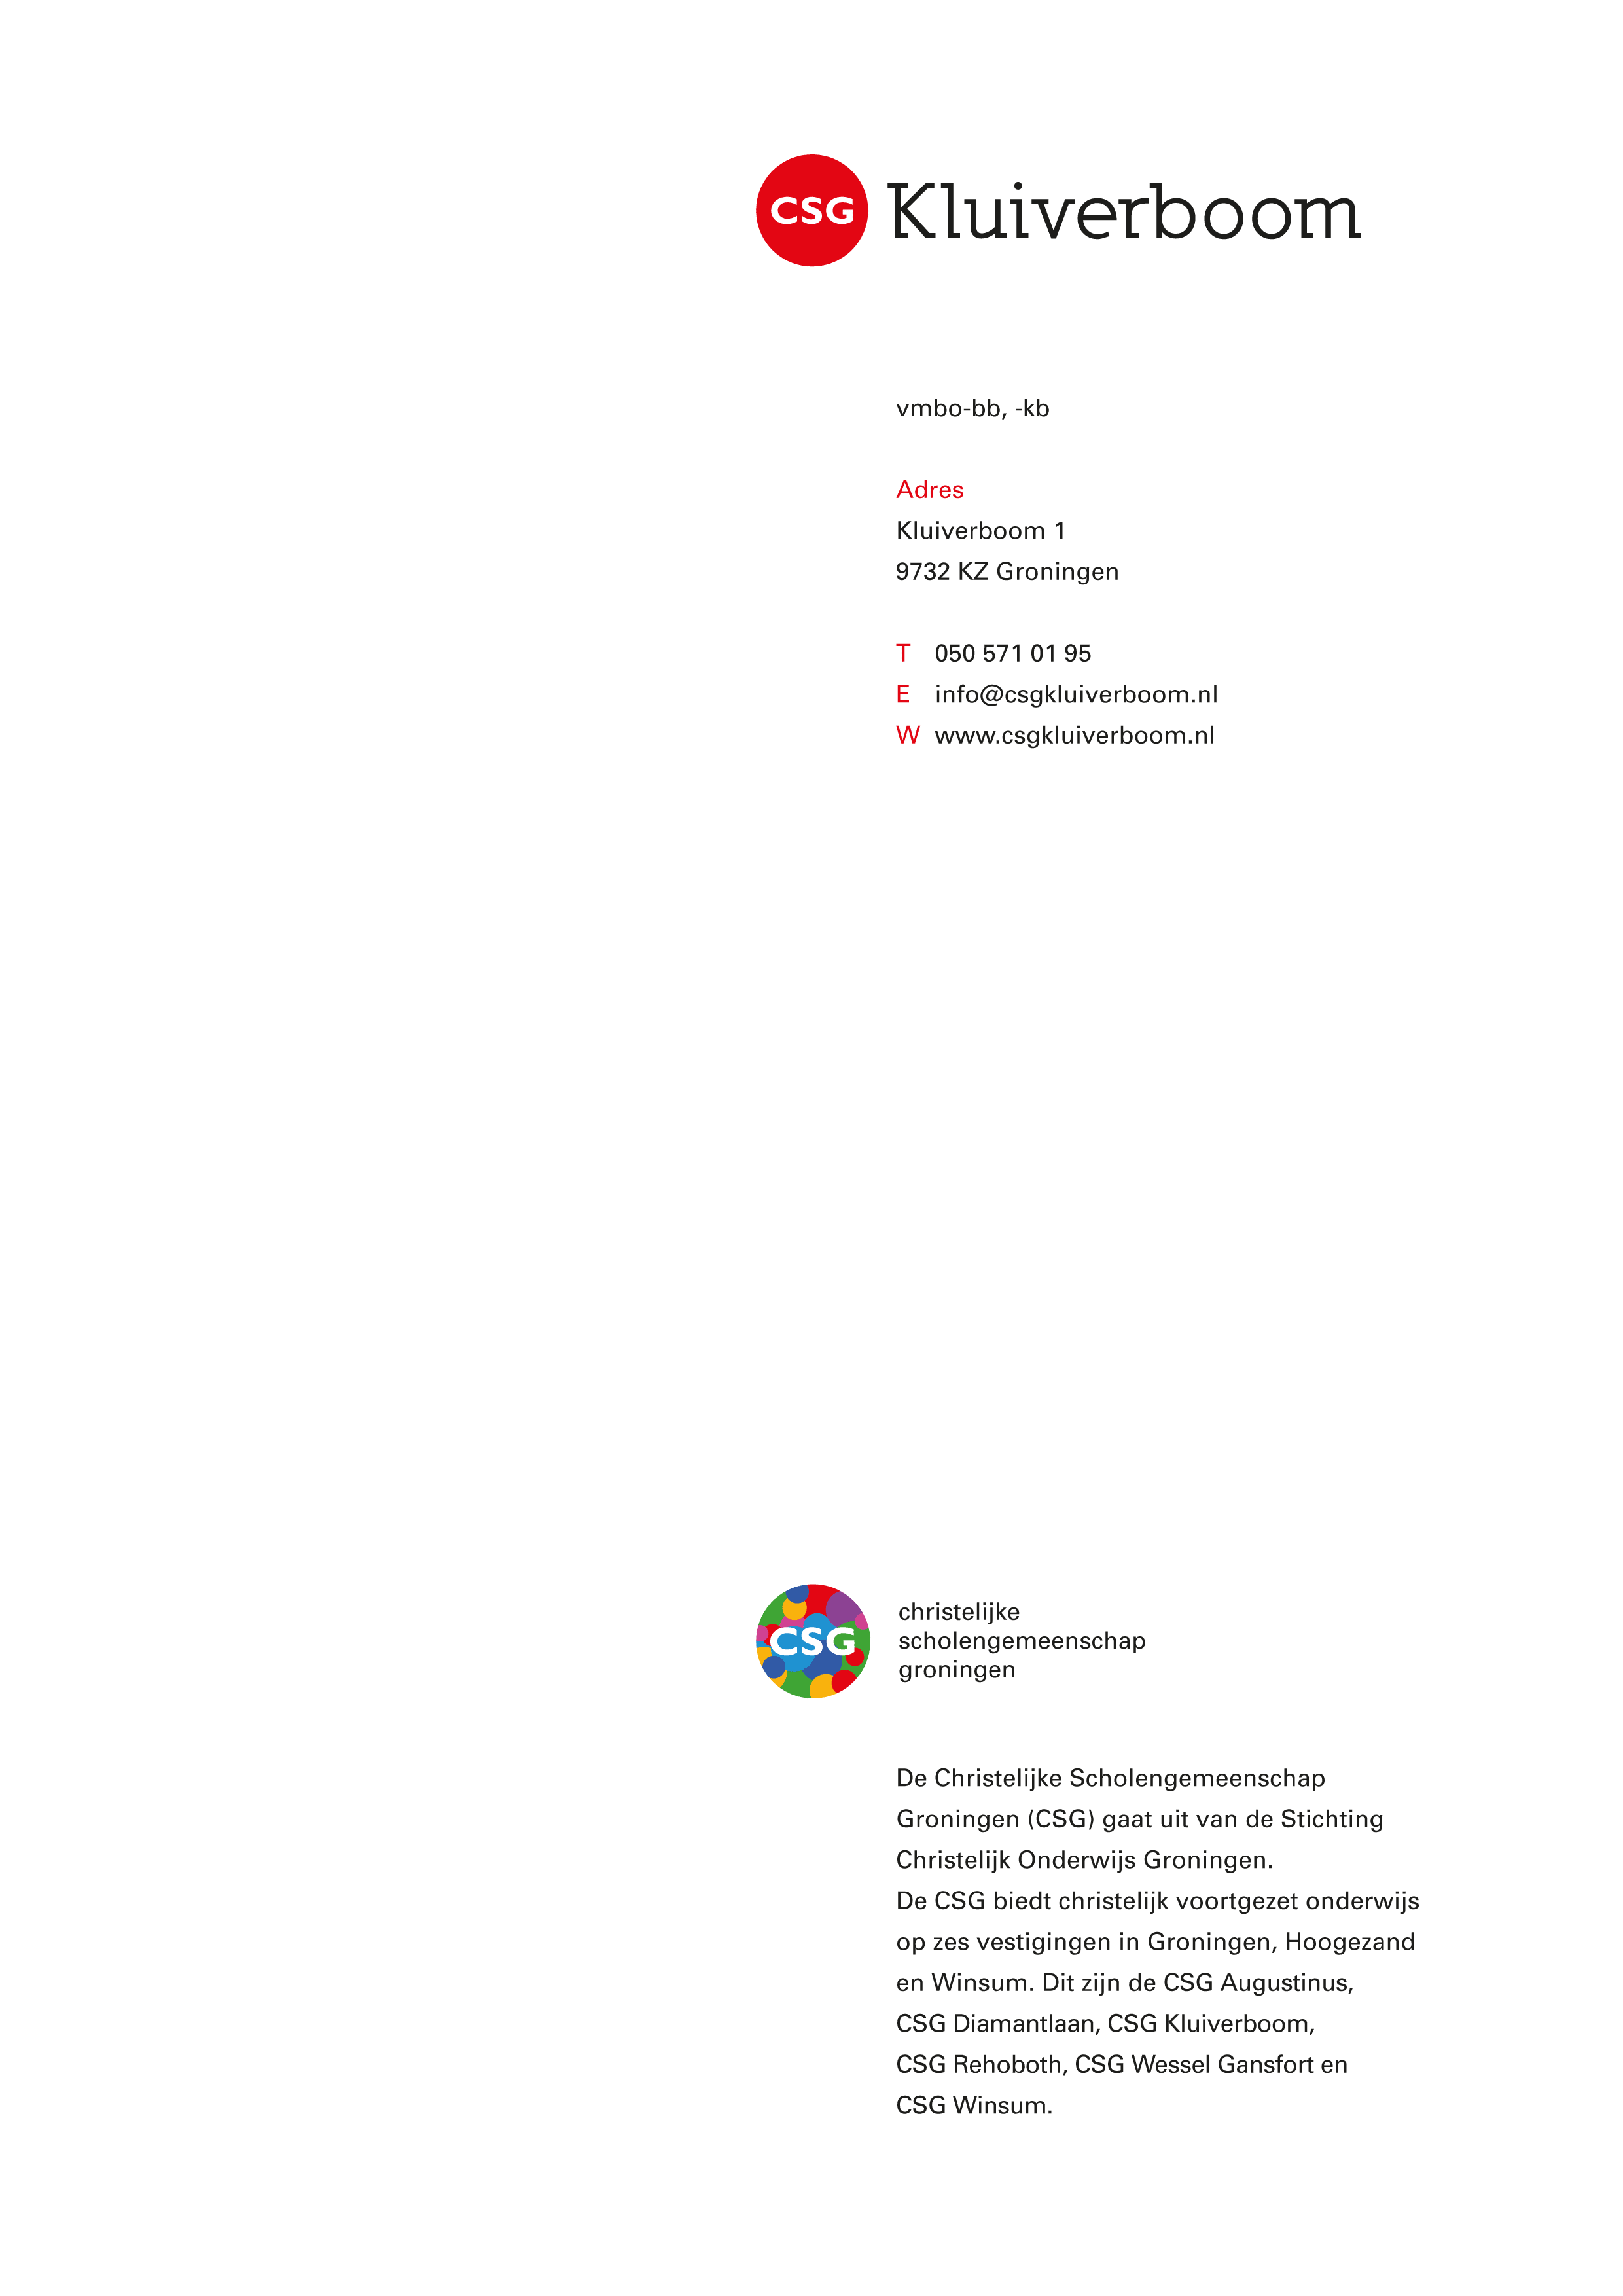 CSG Kluiverboom
vmbo-bb, -kb
Adres
Kluiverboom 1
9732 KZ Groningen
T 050 571 01 95
E info@csgkluiverboom.nl
W www.csgkluiverboom.nl
CSG
christelijke
scholengemeenschap
groningen
De Christelijke Scholengemeenschap
Groningen (CSG) gaat uit van de Stichting
Christelijk Onderwijs Groningen.
De CSG biedt christelijk voortgezet onderwijs
op zes vestigingen in Groningen, Hoogezand
en Winsum. Dit zijn de CSG Augustinus,
CSG Diamantlaan, CSG Kluiverboom,
CSG Rehoboth, CSG Wessel Gansfort en
CSG Winsum.